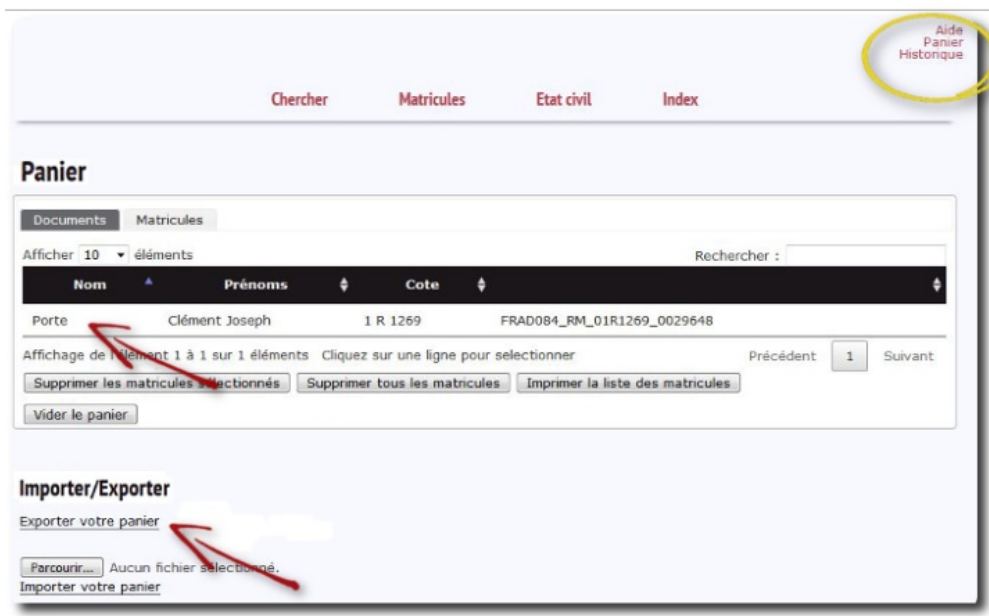 Aide
Panier
Historique
Chercher Matricules Etat civil Index
Panier
Documents Matricules
Afficher 10 éléments Rechercher :
Nom Prénoms Cote
Porte Clément Joseph 1 R 1269 FRAD084_RM_01R1269_0029648
Affichage de l'élément 1 à 1 sur 1 éléments Cliquez sur une ligne pour selectionner Précédent 1 Suivant
Supprimer les matricules sélectionnés Supprimer tous les matricules Imprimer la liste des matricules
Vider le panier
Importer/Exporter
Exporter votre panier
Parcourir... Aucun fichier sélectionné.
Importer votre panier